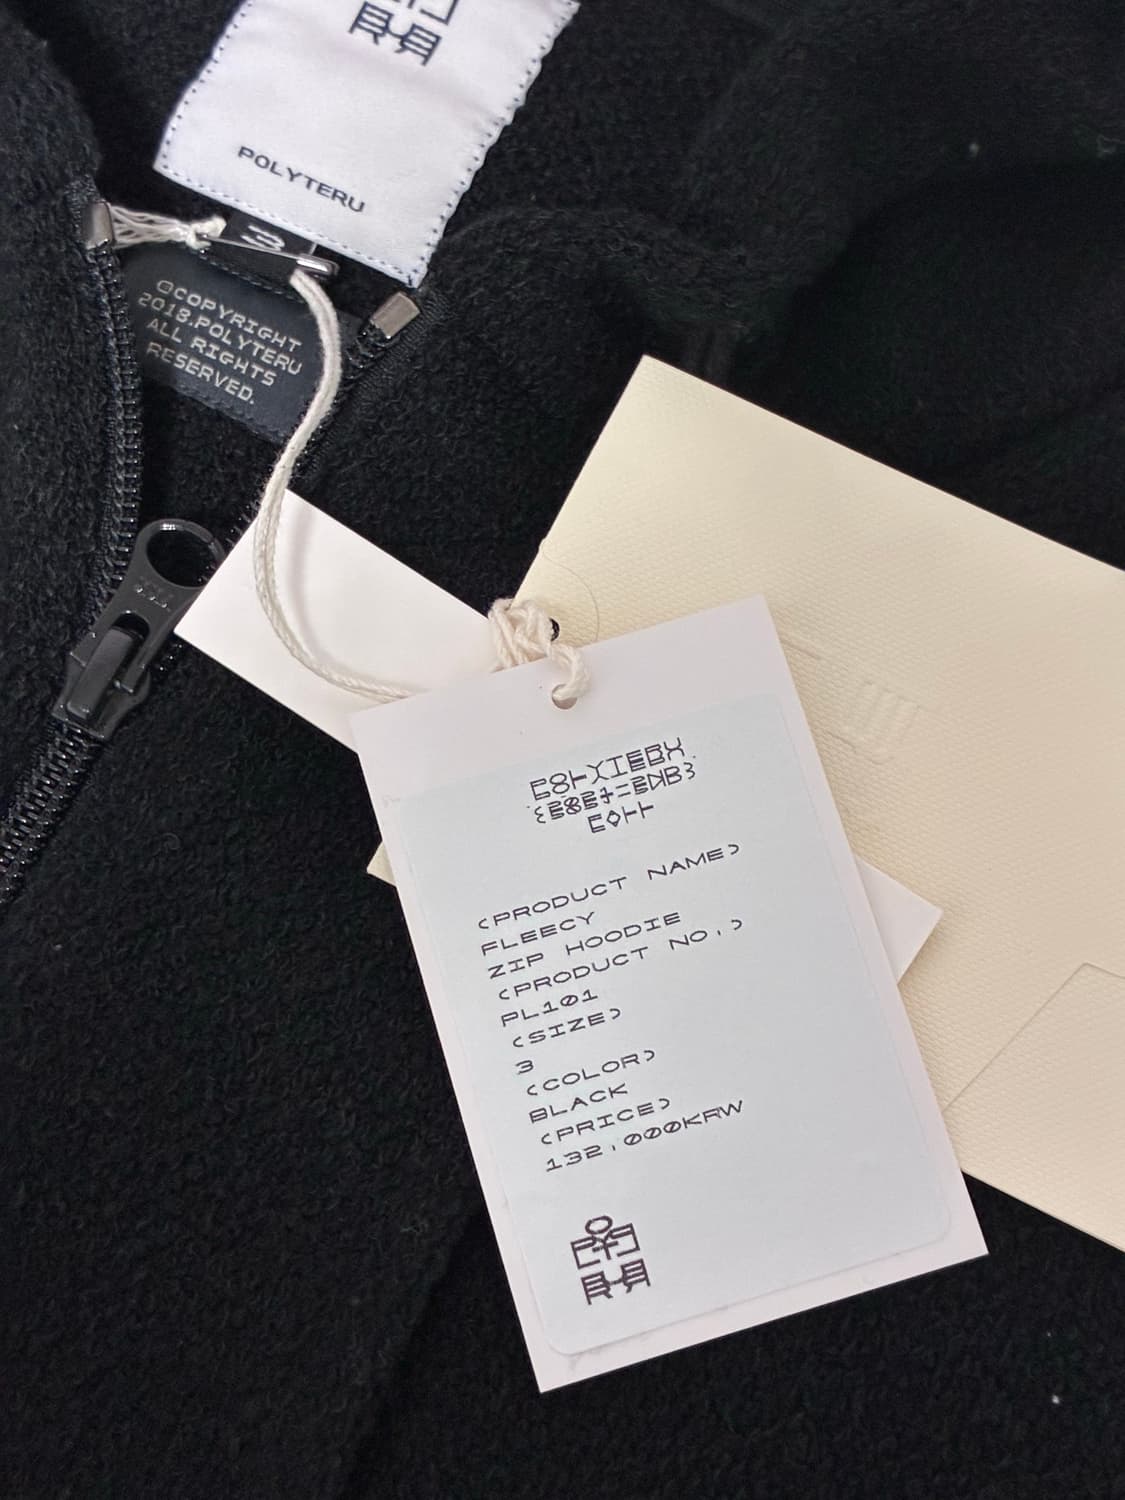 POLYTERU
3
©COPYRIGHT
2018.POLYTERU
ALL RIGHTS
RESERVED.
<PRODUCT NAME>
FLEECY
ZIP HOODIE
<PRODUCT NO.>
PL101
<SIZE>
3
<COLOR>
BLACK
<PRICE>
132,000KRW